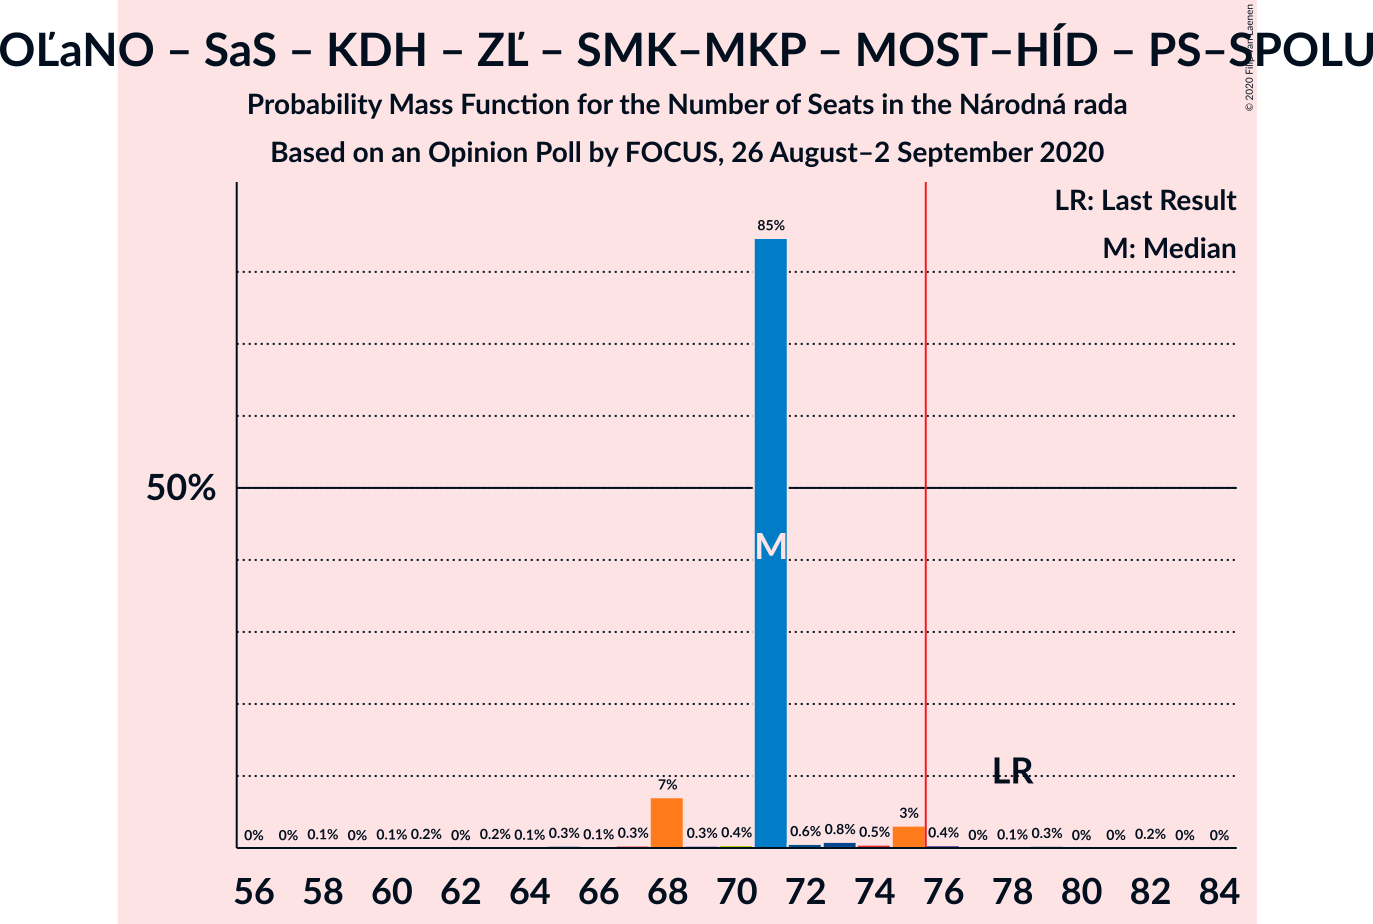 OĽaNO – SaS – KDH – ZĽ – SMK–MKP – MOST–HÍD – PS–SPOLU
© 2020 Filip van Laenen
Probability Mass Function for the Number of Seats in the Národná rada
Based on an Opinion Poll by FOCUS, 26 August–2 September 2020
LR: Last Result
M: Median
85%
50%
M
LR
7%
3%
0% 0% 0.1% 0% 0.1% 0.2% 0% 0.2% 0.1% 0.3% 0.1% 0.3% 0.3% 0.4% 0.6% 0.8% 0.5% 0.4% 0% 0.1% 0.3% 0% 0% 0.2% 0% 0%
56 58 60 62 64 66 68 70 72 74 76 78 80 82 84